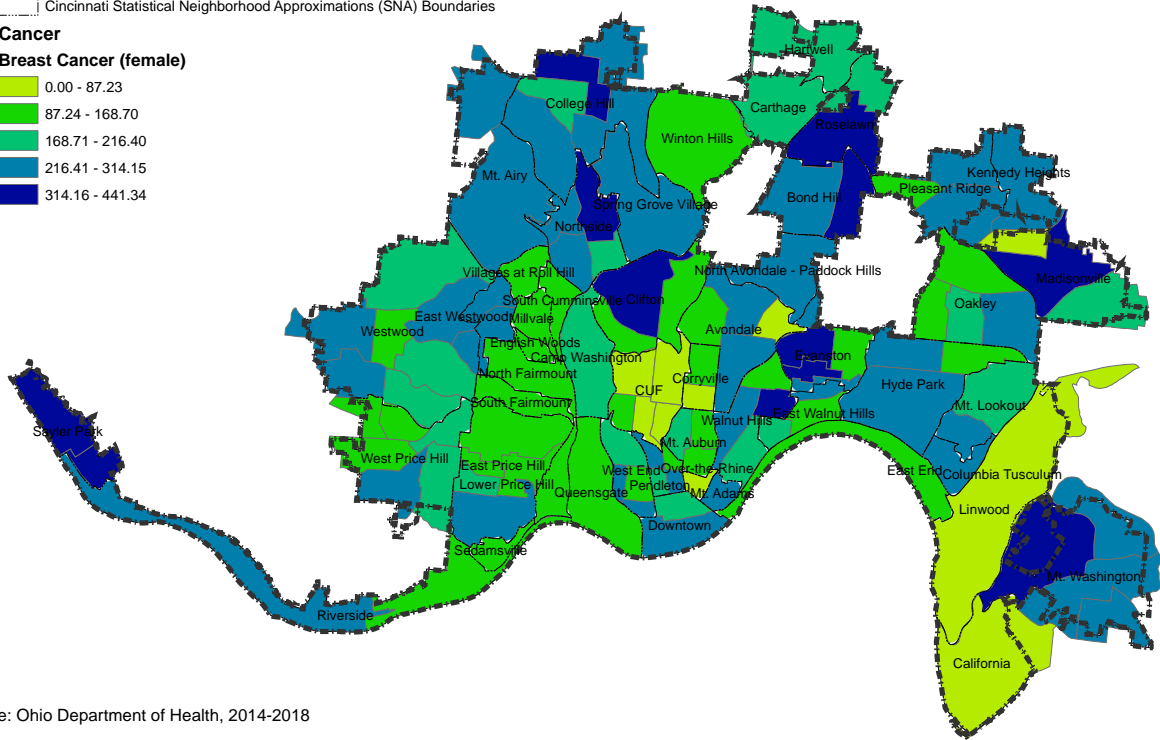 Cincinnati Statistical Neighborhood Approximations (SNA) Boundaries
Cancer
Breast Cancer (female)
0.00 - 87.23
87.24 - 168.70
168.71 - 216.40
216.41 - 314.15
314.16 - 441.34
Hartwell
College Hill
Carthage
Roselawn
Winton Hills
Mt. Airy
Kennedy Heights
Pleasant Ridge
Bond Hill
Spring Grove Village
Northside
Villages at Roll Hill
North Avondale - Paddock Hills
Madisonville
South Cumminsville
Clifton
Oakley
East Westwood
Millvale
Westwood
Avondale
English Woods
Camp Washington
Evanston
North Fairmount
Corryville
Hyde Park
CUF
South Fairmount
Mt. Lookout
East Walnut Hills
Walnut Hills
Sayler Park
Mt. Auburn
West Price Hill
East Price Hill
West End
Over-the-Rhine
East End
Columbia Tusculum
Lower Price Hill
Pendleton
Queensgate
Mt. Adams
Linwood
Downtown
Sedamsville
Mt. Washington
Riverside
California
e: Ohio Department of Health, 2014-2018